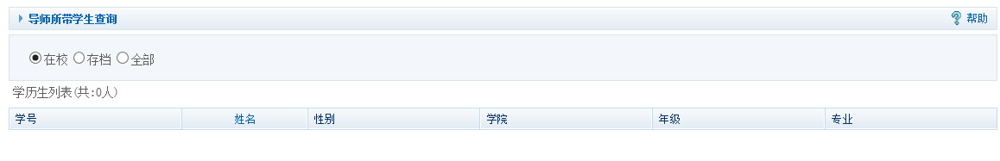 导师所带学生查询 帮助
在校 存档 全部
学历生列表(共:0人)
学号 姓名 性别 学院 年级 专业